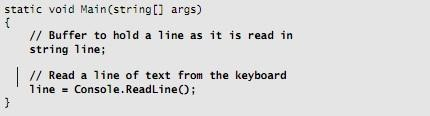 static void Main(string[] args)
{
// Buffer to hold a line as it is read in
string line;
// Read a line of text from the keyboard
line = Console.ReadLine();
}